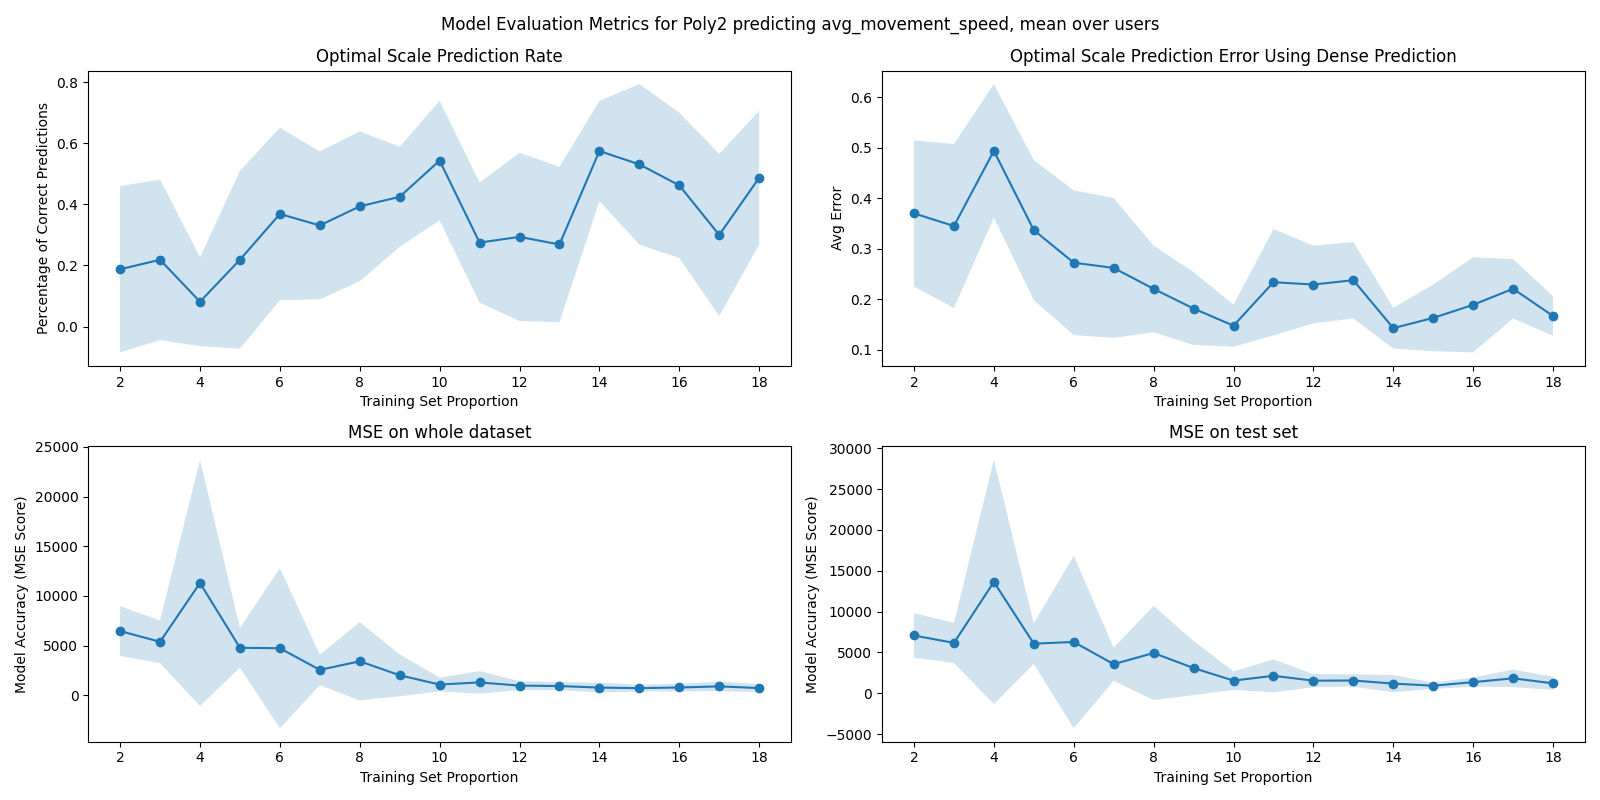 Model Evaluation Metrics for Poly2 predicting avg_movement_speed, mean over users
Optimal Scale Prediction Rate
Percentage of Correct Predictions
0.8
0.6
0.4
0.2
0.0
2 4 6 8 10 12 14 16 18
Training Set Proportion
Optimal Scale Prediction Error Using Dense Prediction
Avg Error
0.6
0.5
0.4
0.3
0.2
0.1
2 4 6 8 10 12 14 16 18
Training Set Proportion
MSE on whole dataset
Model Accuracy (MSE Score)
25000
20000
15000
10000
5000
0
2 4 6 8 10 12 14 16 18
Training Set Proportion
MSE on test set
Model Accuracy (MSE Score)
30000
25000
20000
15000
10000
5000
0
−5000
2 4 6 8 10 12 14 16 18
Training Set Proportion